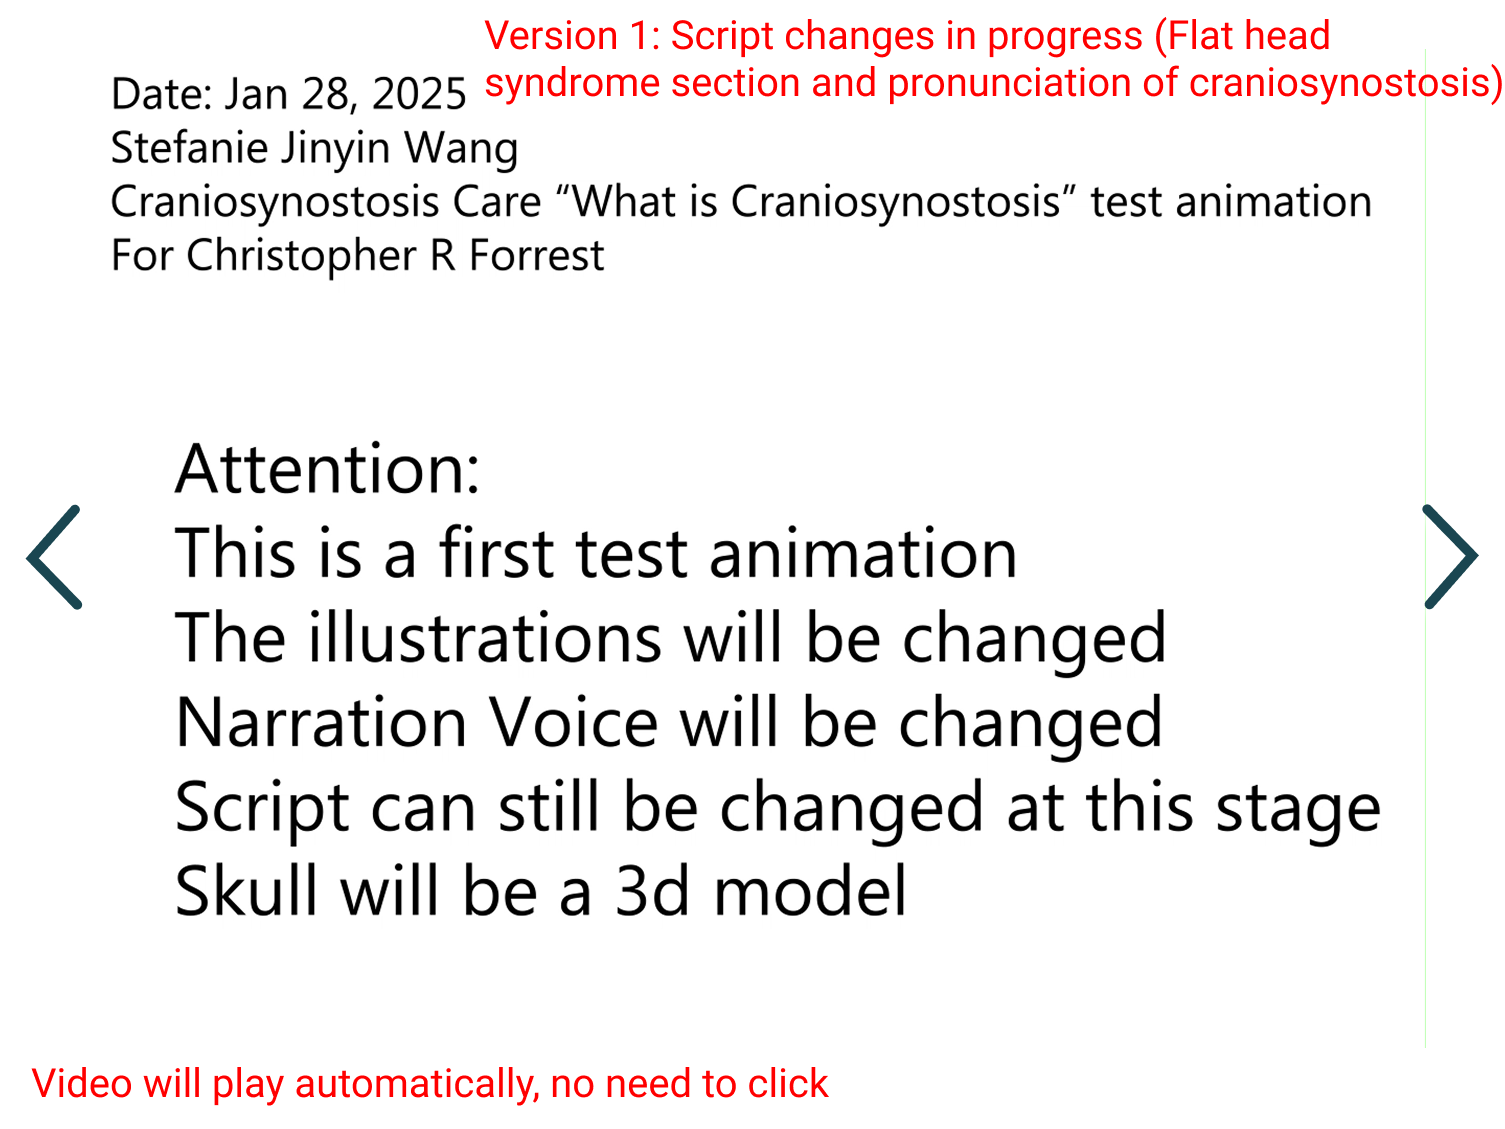 Version 1: Script changes in progress (Flat head
syndrome section and pronunciation of craniosynostosis)
Date: Jan 28, 2025
Stefanie Jinyin Wang
Craniosynostosis Care “What is Craniosynostosis” test animation
For Christopher R Forrest
Attention:
This is a first test animation
The illustrations will be changed
Narration Voice will be changed
Script can still be changed at this stage
Skull will be a 3d model
Video will play automatically, no need to click